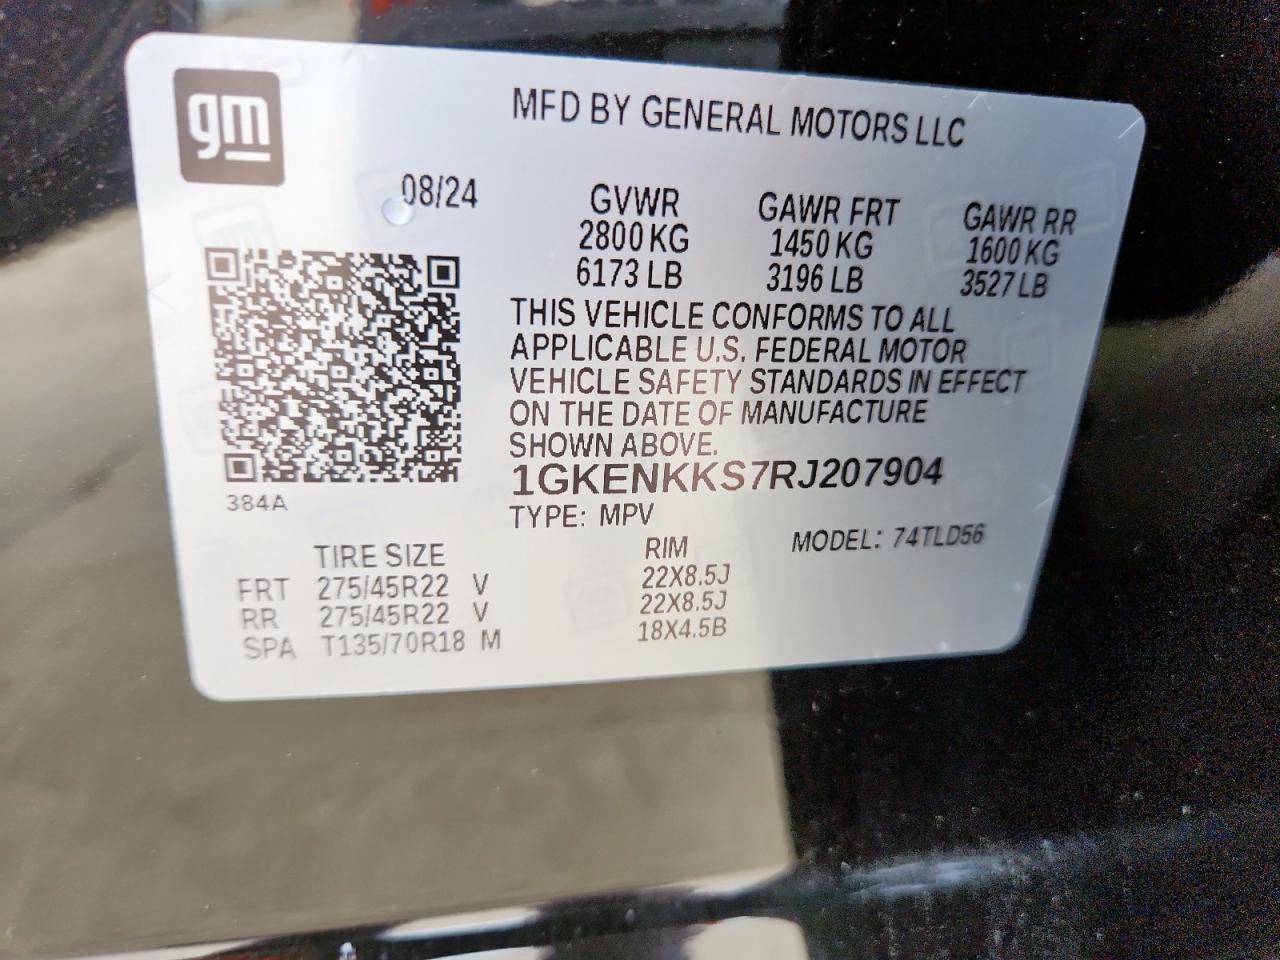 gm
MFD BY GENERAL MOTORS LLC
08/24
GVWR GAWR FRT GAWR RR
2800 KG 1450 KG 1600 KG
6173 LB 3196 LB 3527 LB
THIS VEHICLE CONFORMS TO ALL
APPLICABLE U.S. FEDERAL MOTOR
VEHICLE SAFETY STANDARDS IN EFFECT
ON THE DATE OF MANUFACTURE
SHOWN ABOVE.
1GKENKKS7RJ207904
384A
TYPE: MPV MODEL: 74TLD56
TIRE SIZE RIM
FRT 275/45R22 V 22X8.5J
RR 275/45R22 V 22X8.5J
SPA T135/70R18 M 18X4.5B